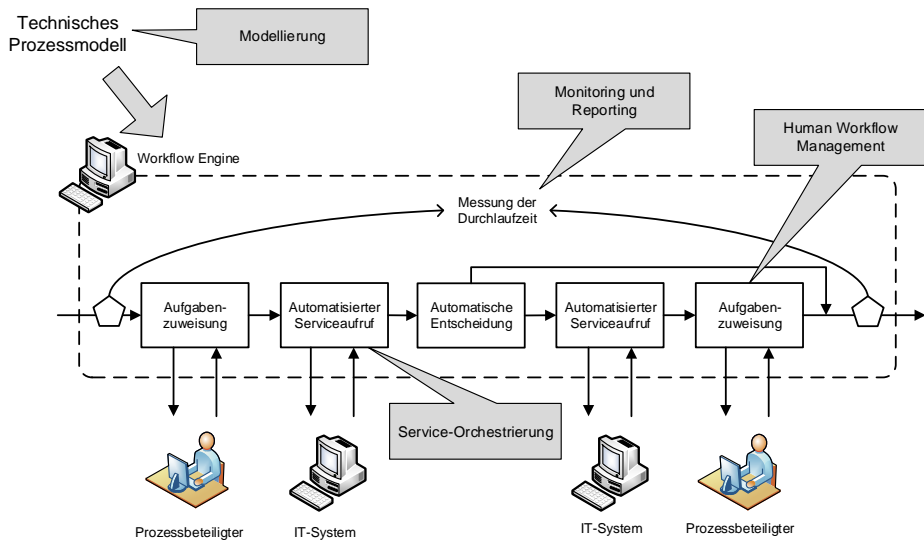 Technisches
Prozessmodell
Modellierung
Monitoring und
Reporting
Human Workflow
Management
Workflow Engine
Messung der
Durchlaufzeit
Aufgaben-
zuweisung
Automatisierter
Serviceaufruf
Automatische
Entscheidung
Automatisierter
Serviceaufruf
Aufgaben-
zuweisung
Service-Orchestrierung
Prozessbeteiligter
IT-System
IT-System
Prozessbeteiligter